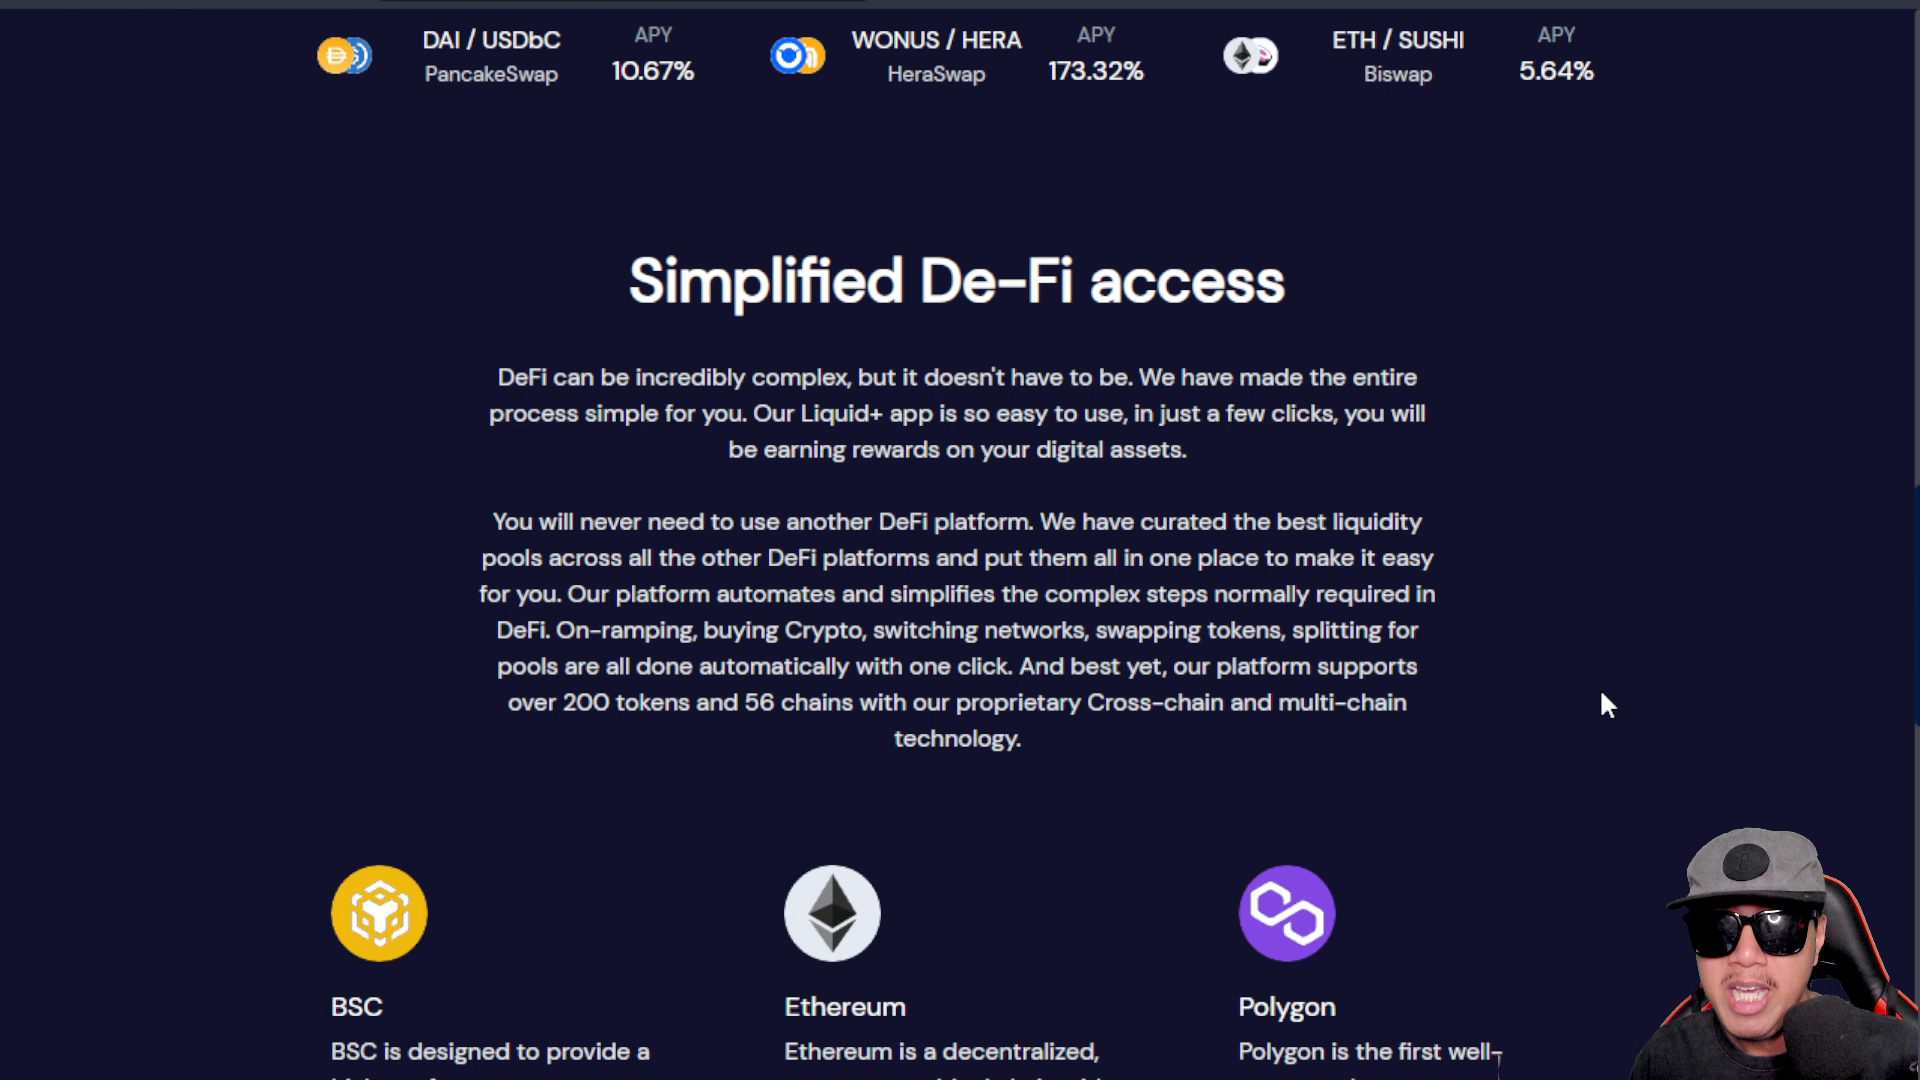 DAI / USDbC
PancakeSwap
APY
10.67%
WONUS / HERA
HeraSwap
APY
173.32%
ETH / SUSHI
Biswap
APY
5.64%
Simplified De-Fi access
DeFi can be incredibly complex, but it doesn't have to be. We have made the entire
process simple for you. Our Liquid+ app is so easy to use, in just a few clicks, you will
be earning rewards on your digital assets.
You will never need to use another DeFi platform. We have curated the best liquidity
pools across all the other DeFi platforms and put them all in one place to make it easy
for you. Our platform automates and simplifies the complex steps normally required in
DeFi. On-ramping, buying Crypto, switching networks, swapping tokens, splitting for
pools are all done automatically with one click. And best yet, our platform supports
over 200 tokens and 56 chains with our proprietary Cross-chain and multi-chain
technology.
BSC
BSC is designed to provide a
Ethereum
Ethereum is a decentralized,
Polygon
Polygon is the first well-